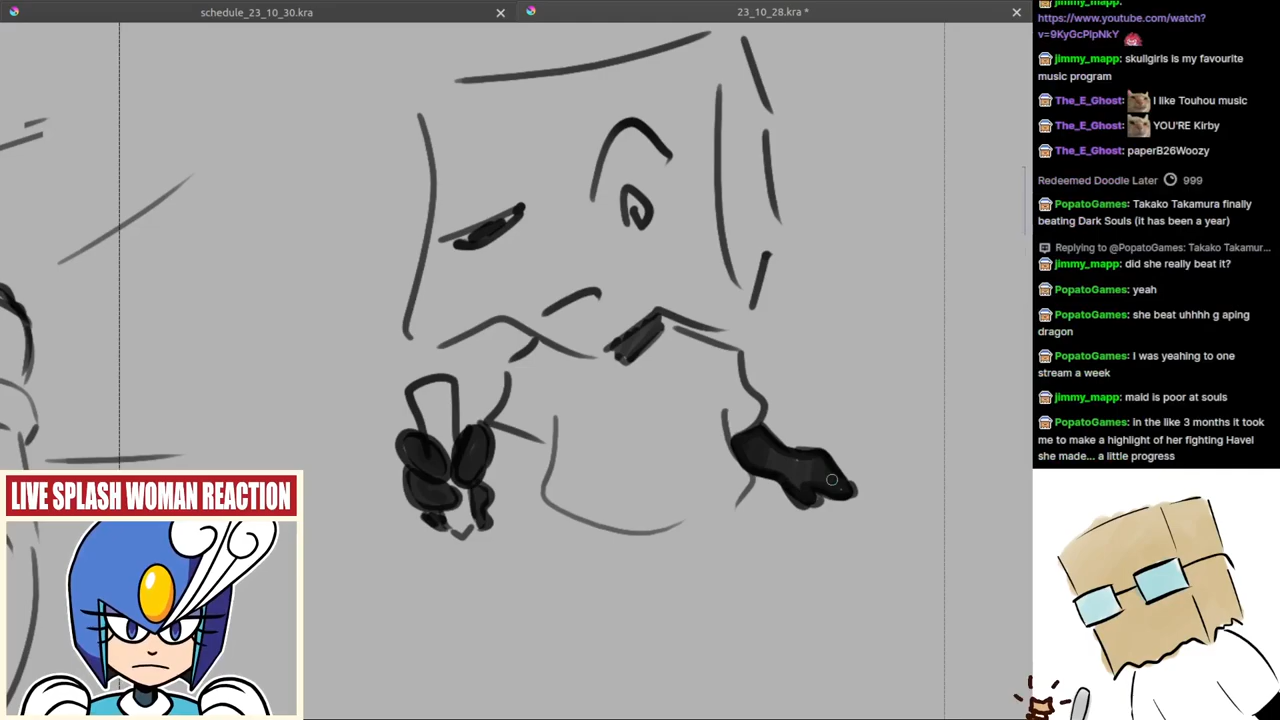 schedule_23_10_30.kra
23_10_28.kra *
jimmy_mapp:
https://www.youtube.com/watch?
v=9KyGcPlpNkY
jimmy_mapp: skullgirls is my favourite
music program
The_E_Ghost: I like Touhou music
The_E_Ghost: YOU'RE Kirby
The_E_Ghost: paperB26Woozy
Redeemed Doodle Later 999
PopatoGames: Takako Takamura finally
beating Dark Souls (it has been a year)
Replying to @PopatoGames: Takako Takamur...
jimmy_mapp: did she really beat it?
PopatoGames: yeah
PopatoGames: she beat uhhhh g aping
dragon
PopatoGames: I was yeahing to one
stream a week
jimmy_mapp: maid is poor at souls
PopatoGames: in the like 3 months it took
me to make a highlight of her fighting Havel
she made... a little progress
LIVE SPLASH WOMAN REACTION